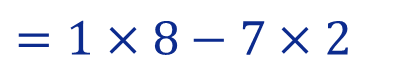 = 1 × 8 − 7 × 2